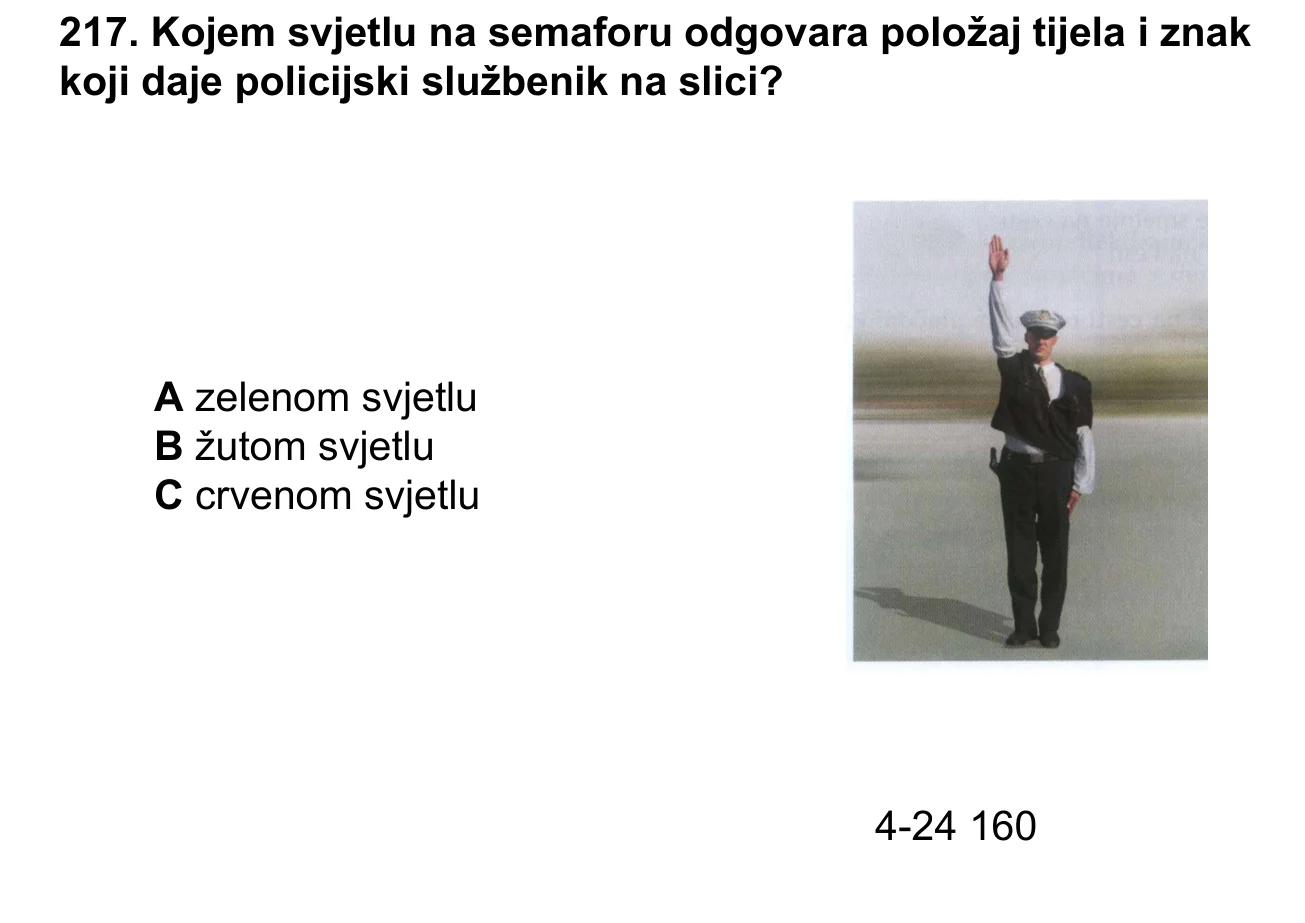 217. Kojem svjetlu na semaforu odgovara položaj tijela i znak
koji daje policijski službenik na slici?
A zelenom svjetlu
B žutom svjetlu
C crvenom svjetlu
4-24 160